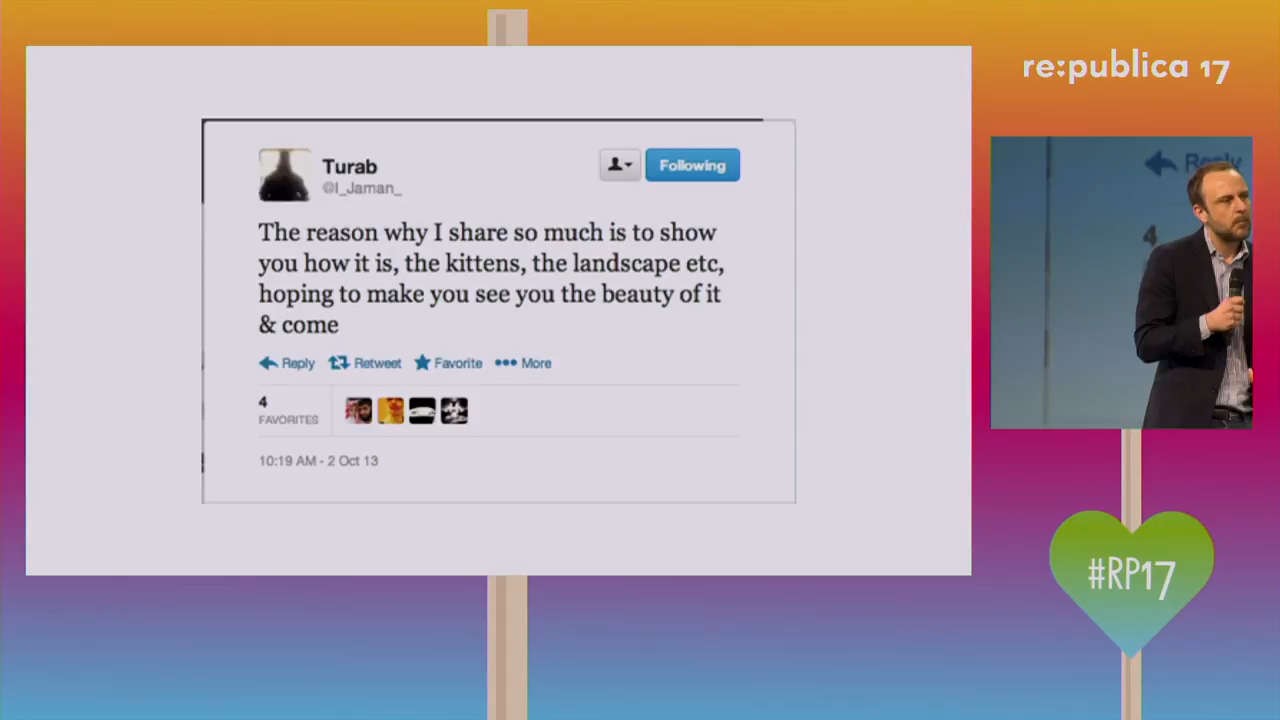 re:publica 17
Turab
@I_Jaman_
Following
The reason why I share so much is to show
you how it is, the kittens, the landscape etc,
hoping to make you see you the beauty of it
& come
Reply
Retweet
Favorite
More
4
FAVORITES
10:19 AM - 2 Oct 13
Reply
4
#RP17